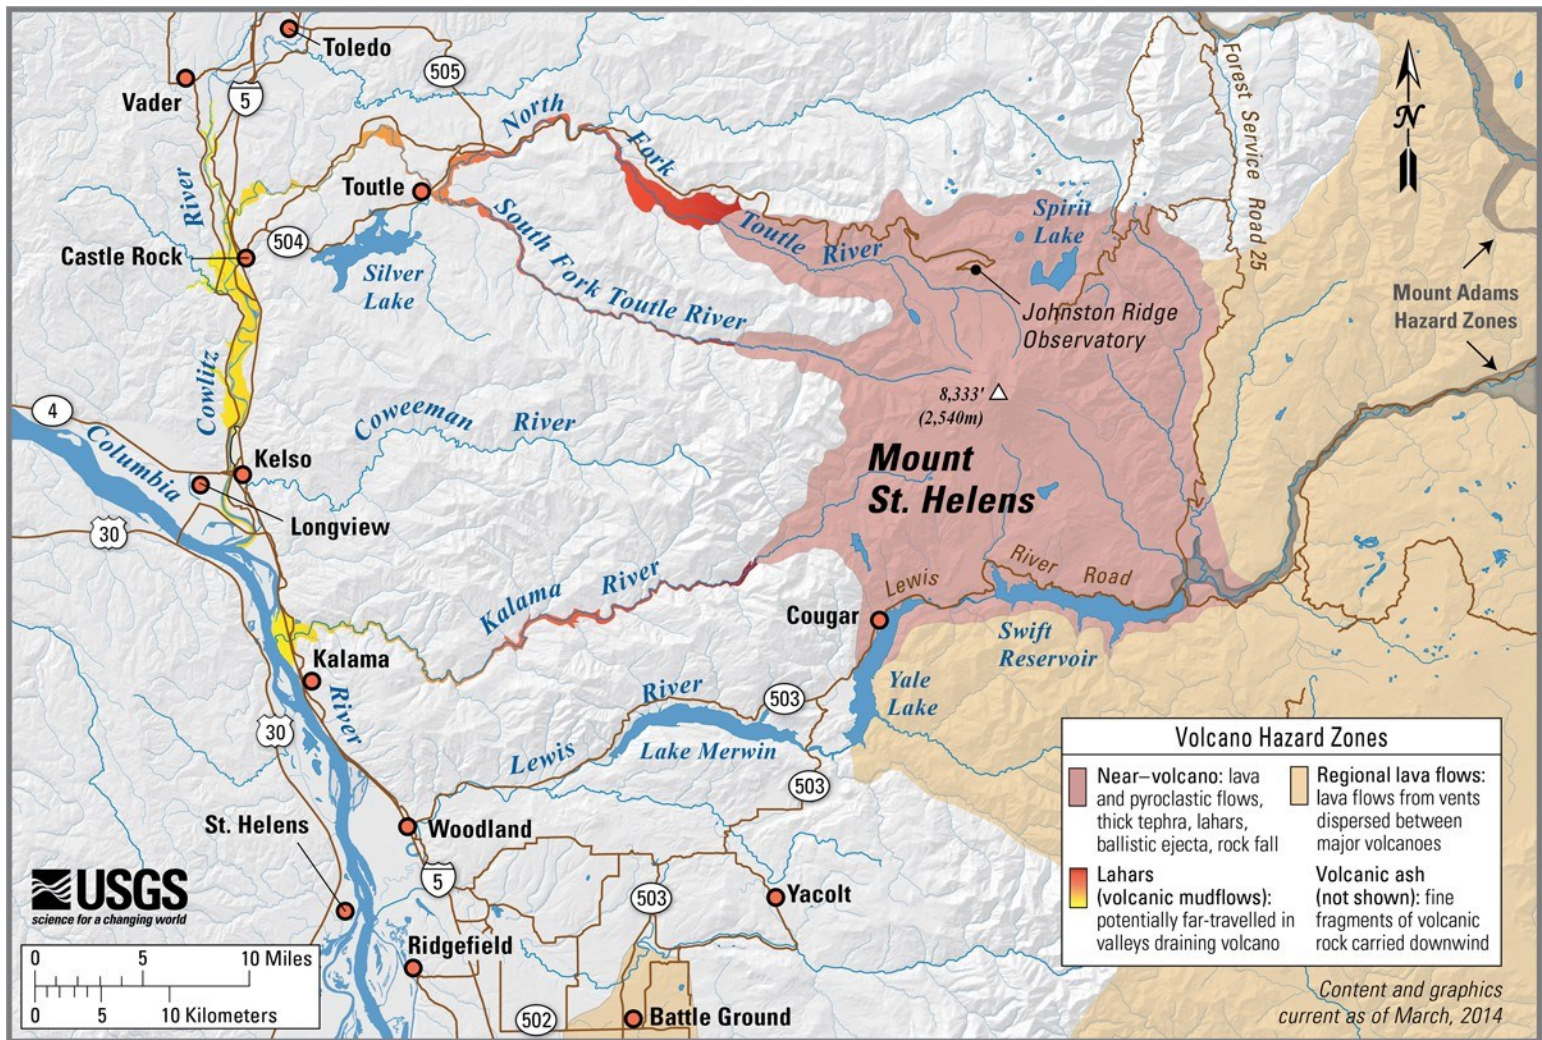 Toledo
Vader
5
505
North
Fork
Toutle
River
Castle Rock
504
Silver
Lake
South Fork Toutle River
Toutle River
Spirit
Lake
Forest Service Road 25
N
Mount Adams
Hazard Zones
Johnston Ridge
Observatory
8,333'
(2,540m)
Mount
St. Helens
Cowlitz
4
Columbia
Coweeman River
Kelso
Longview
30
Kalama River
Lewis River Road
Cougar
Swift
Reservoir
Kalama
River
Yale
Lake
River
503
Lewis
Lake Merwin
30
503
St. Helens
Woodland
5
503
Yacolt
Ridgefield
502
Battle Ground
USGS
science for a changing world
0 5 10 Miles
0 5 10 Kilometers
Volcano Hazard Zones
Near–volcano: lava
and pyroclastic flows,
thick tephra, lahars,
ballistic ejecta, rock fall
Lahars
(volcanic mudflows):
potentially far-travelled in
valleys draining volcano
Regional lava flows:
lava flows from vents
dispersed between
major volcanoes
Volcanic ash
(not shown): fine
fragments of volcanic
rock carried downwind
Content and graphics
current as of March, 2014